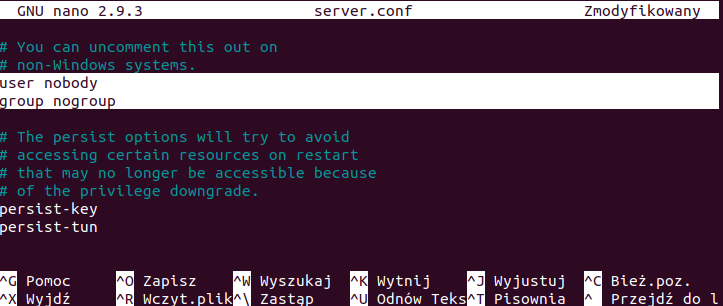 GNU nano 2.9.3 server.conf Zmodyfikowany
# You can uncomment this out on
# non-Windows systems.
user nobody
group nogroup
# The persist options will try to avoid
# accessing certain resources on restart
# that may no longer be accessible because
# of the privilege downgrade.
persist-key
persist-tun
^G Pomoc ^O Zapisz ^W Wyszukaj ^K Wytnij ^J Wyjustuj ^C Bież.poz.
^X Wyjdź ^R Wczyt.plik ^\ Zastąp ^U Odnów Teks ^T Pisownia ^_ Przejdź do l